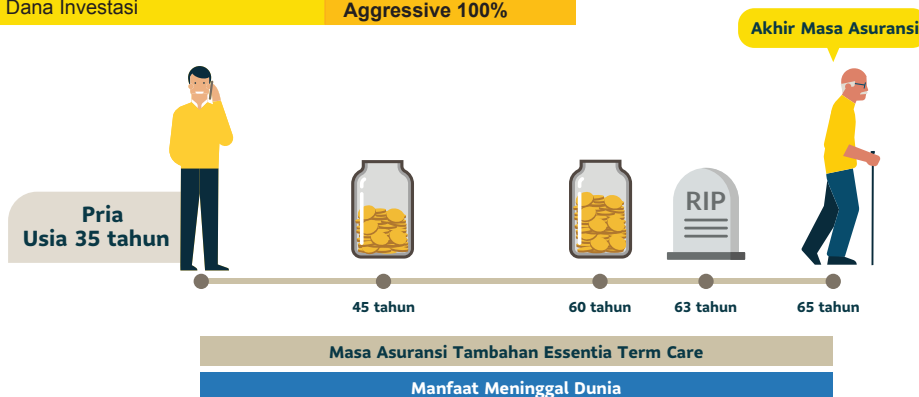 Dana Investasi
Aggressive 100%
Akhir Masa Asuransi
RIP
Pria
Usia 35 tahun
45 tahun
60 tahun
63 tahun
65 tahun
Masa Asuransi Tambahan Essentia Term Care
Manfaat Meninggal Dunia